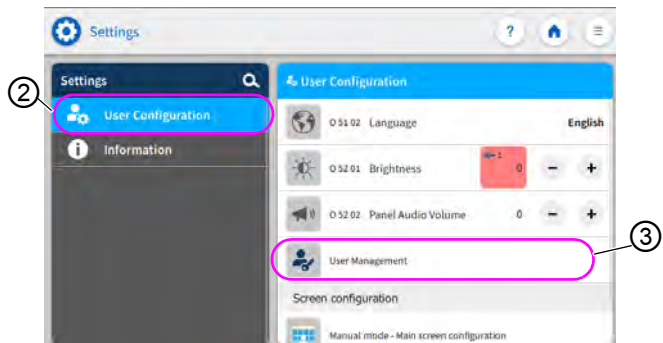 Settings
?
Settings
User Configuration
②
User Configuration
O 51 02 Language English
i Information
O 52 01 Brightness 1 0 - +
O 52 02 Panel Audio Volume 0 - +
③
User Management
Screen configuration
Manual mode - Main screen configuration